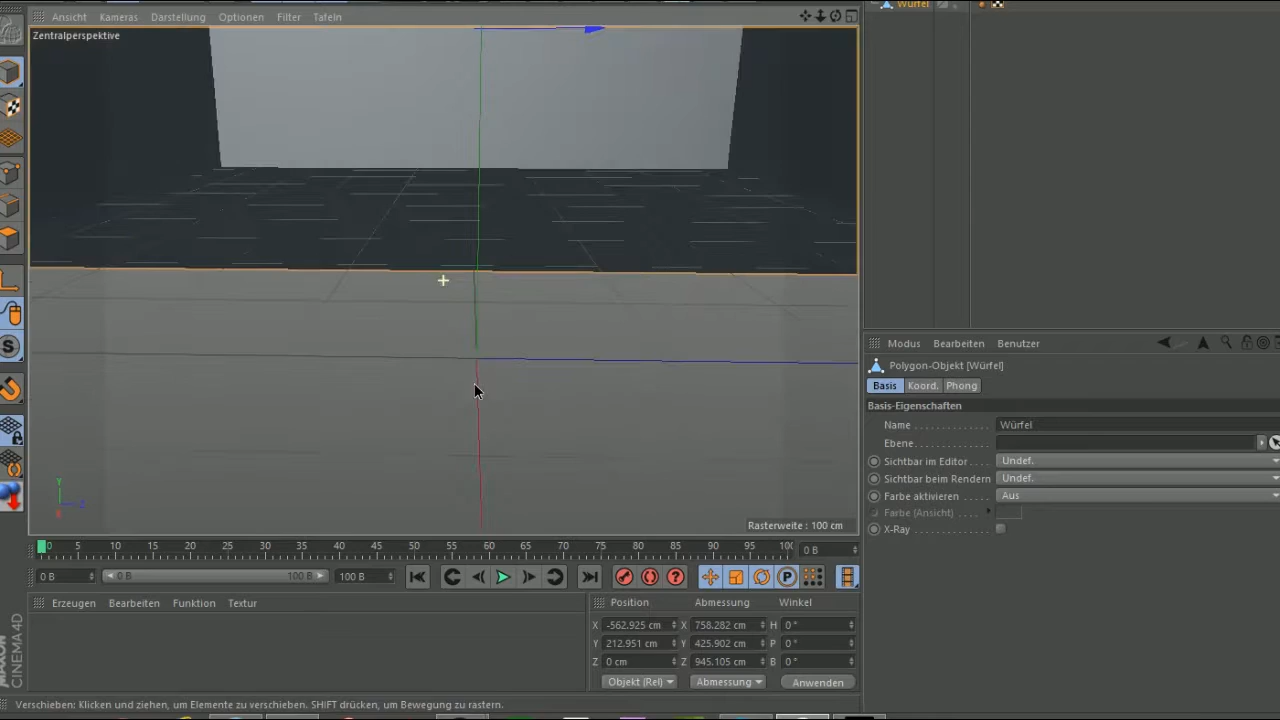 Würfel
Ansicht Kameras Darstellung Optionen Filter Tafeln
Zentralperspektive
Modus Bearbeiten Benutzer
Polygon-Objekt [Würfel]
Basis Koord. Phong
Basis-Eigenschaften
Name Würfel
Ebene
Sichtbar im Editor Undef.
Sichtbar beim Rendern Undef.
Farbe aktivieren Aus
Farbe (Ansicht)
X-Ray
Y
Z
X
Rasterweite : 100 cm
0 5 10 15 20 25 30 35 40 45 50 55 60 65 70 75 80 85 90 95 100 0 B
0 B 0 B 100 B 100 B
Erzeugen Bearbeiten Funktion Textur
Position Abmessung Winkel
X -562.925 cm X 758.282 cm H 0 °
Y 212.951 cm Y 425.902 cm P 0 °
Z 0 cm Z 945.105 cm B 0 °
Objekt (Rel) Abmessung Anwenden
MAXON
CINEMA 4D
Verschieben: Klicken und ziehen, um Elemente zu verschieben. SHIFT drücken, um Bewegung zu rastern.